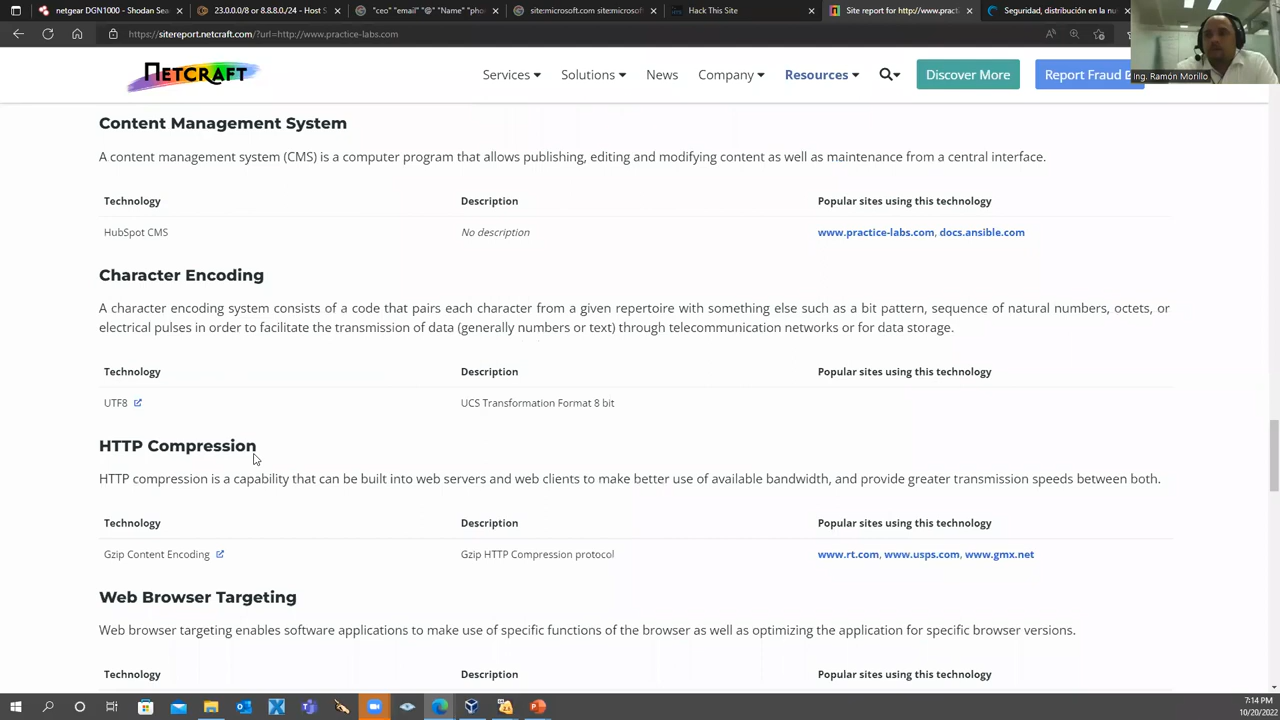 netgear DGN1000 - Shodan Sea
23.0.0.0/8 or 8.8.8.0/24 - Host S
"ceo" "email" @" "Name" "pho
site:microsoft.com site:microsof
Hack This Site
Site report for http://www.pract
Seguridad, distribución en la nu
https://sitereport.netcraft.com/?url=http://www.practice-labs.com
Ing. Ramón Morillo
NETCRAFT
Services
Solutions
News
Company
Resources
Discover More
Report Fraud
Content Management System
A content management system (CMS) is a computer program that allows publishing, editing and modifying content as well as maintenance from a central interface.
Technology Description Popular sites using this technology
HubSpot CMS No description www.practice-labs.com, docs.ansible.com
Character Encoding
A character encoding system consists of a code that pairs each character from a given repertoire with something else such as a bit pattern, sequence of natural numbers, octets, or
electrical pulses in order to facilitate the transmission of data (generally numbers or text) through telecommunication networks or for data storage.
Technology Description Popular sites using this technology
UTF8 UCS Transformation Format 8 bit
HTTP Compression
HTTP compression is a capability that can be built into web servers and web clients to make better use of available bandwidth, and provide greater transmission speeds between both.
Technology Description Popular sites using this technology
Gzip Content Encoding Gzip HTTP Compression protocol www.rt.com, www.usps.com, www.gmx.net
Web Browser Targeting
Web browser targeting enables software applications to make use of specific functions of the browser as well as optimizing the application for specific browser versions.
Technology Description Popular sites using this technology
7:14 PM
10/20/2022